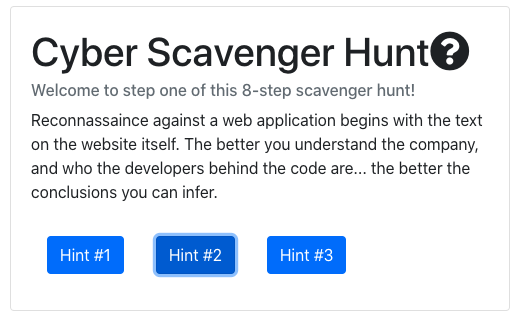 Cyber Scavenger Hunt?
Welcome to step one of this 8-step scavenger hunt!
Reconnassaince against a web application begins with the text
on the website itself. The better you understand the company,
and who the developers behind the code are... the better the
conclusions you can infer.
Hint #1 Hint #2 Hint #3